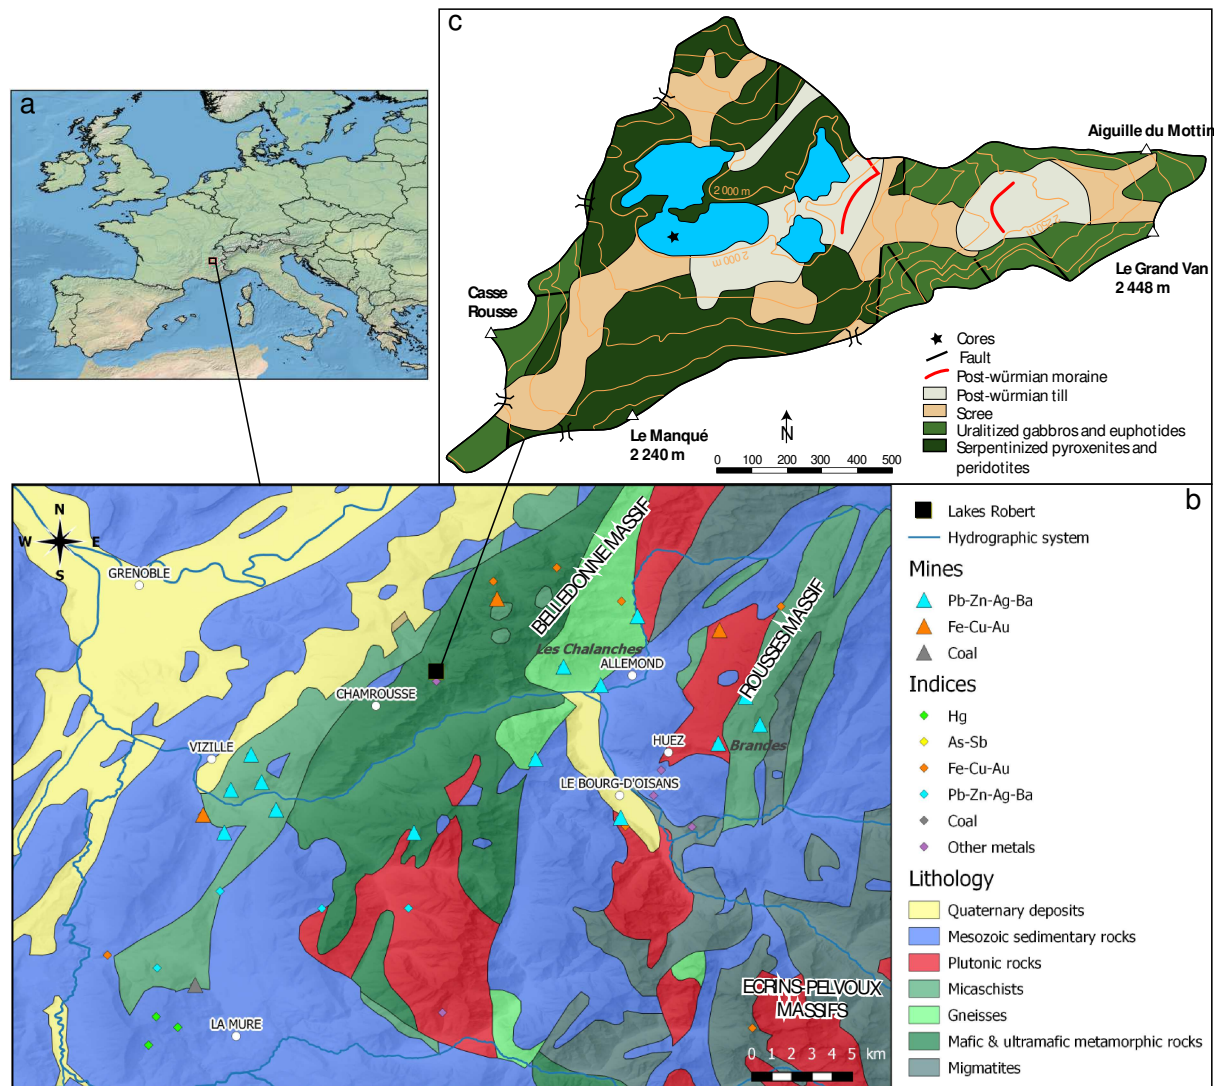 a
c
Aiguille du Mottin
2 000 m
2 000 m
Casse
Rousse
Le Grand Van
2 448 m
Le Manqué
2 240 m
N
0 100 200 300 400 500
Cores
Fault
Post-würmian moraine
Post-würmian till
Scree
Uralitized gabbros and euphotides
Serpentinized pyroxenites and
peridotites
b
N
W E
S
GRENOBLE
BELLEDONNE MASSIF
Les Chalanches
ALLEMOND
ROUSSES MASSIF
CHAMROUSSE
VIZILLE
HUEZ
Brandes
LE BOURG-D'OISANS
ECRINS-PELVOUX
MASSIFS
LA MURE
0 1 2 3 4 5 km
Lakes Robert
Hydrographic system
Mines
Pb-Zn-Ag-Ba
Fe-Cu-Au
Coal
Indices
Hg
As-Sb
Fe-Cu-Au
Pb-Zn-Ag-Ba
Coal
Other metals
Lithology
Quaternary deposits
Mesozoic sedimentary rocks
Plutonic rocks
Micaschists
Gneisses
Mafic & ultramafic metamorphic rocks
Migmatites